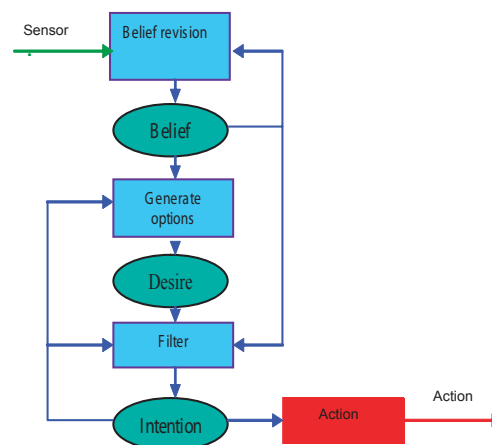 Sensor
Belief revision
Belief
Generate
options
Desire
Filter
Intention
Action
Action